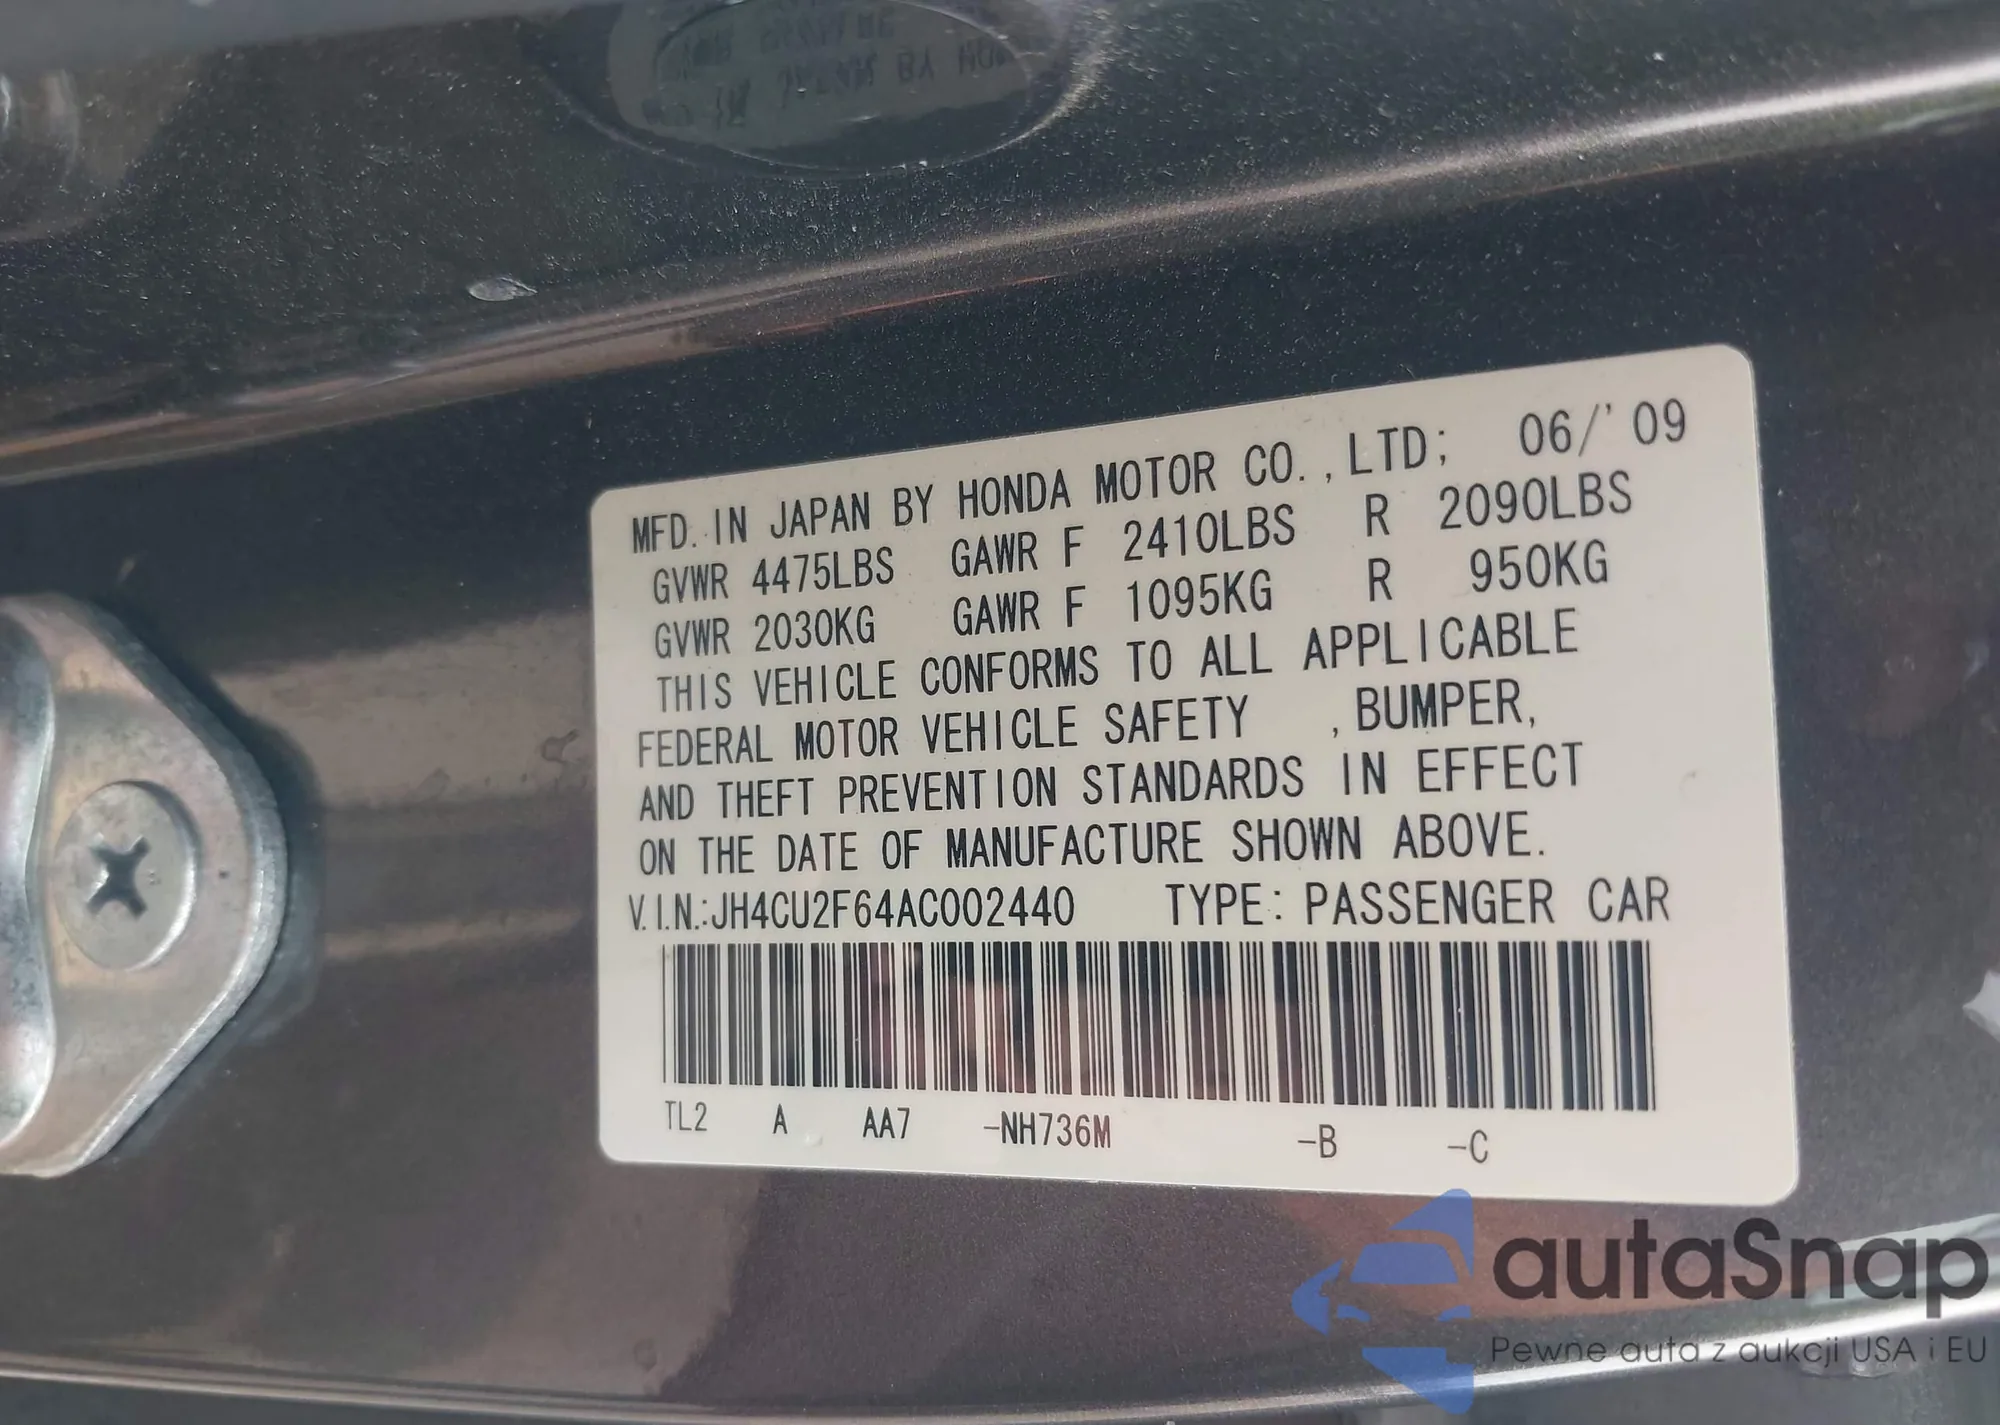 MFD. IN JAPAN BY HONDA MOTOR CO., LTD; 06/'09
GVWR 4475LBS GAWR F 2410LBS R 2090LBS
GVWR 2030KG GAWR F 1095KG R 950KG
THIS VEHICLE CONFORMS TO ALL APPLICABLE
FEDERAL MOTOR VEHICLE SAFETY , BUMPER,
AND THEFT PREVENTION STANDARDS IN EFFECT
ON THE DATE OF MANUFACTURE SHOWN ABOVE.
V.I.N.:JH4CU2F64AC002440 TYPE: PASSENGER CAR
TL2 A AA7 -NH736M -B -C
autaSnap
Pewne auta z aukcji USA i EU